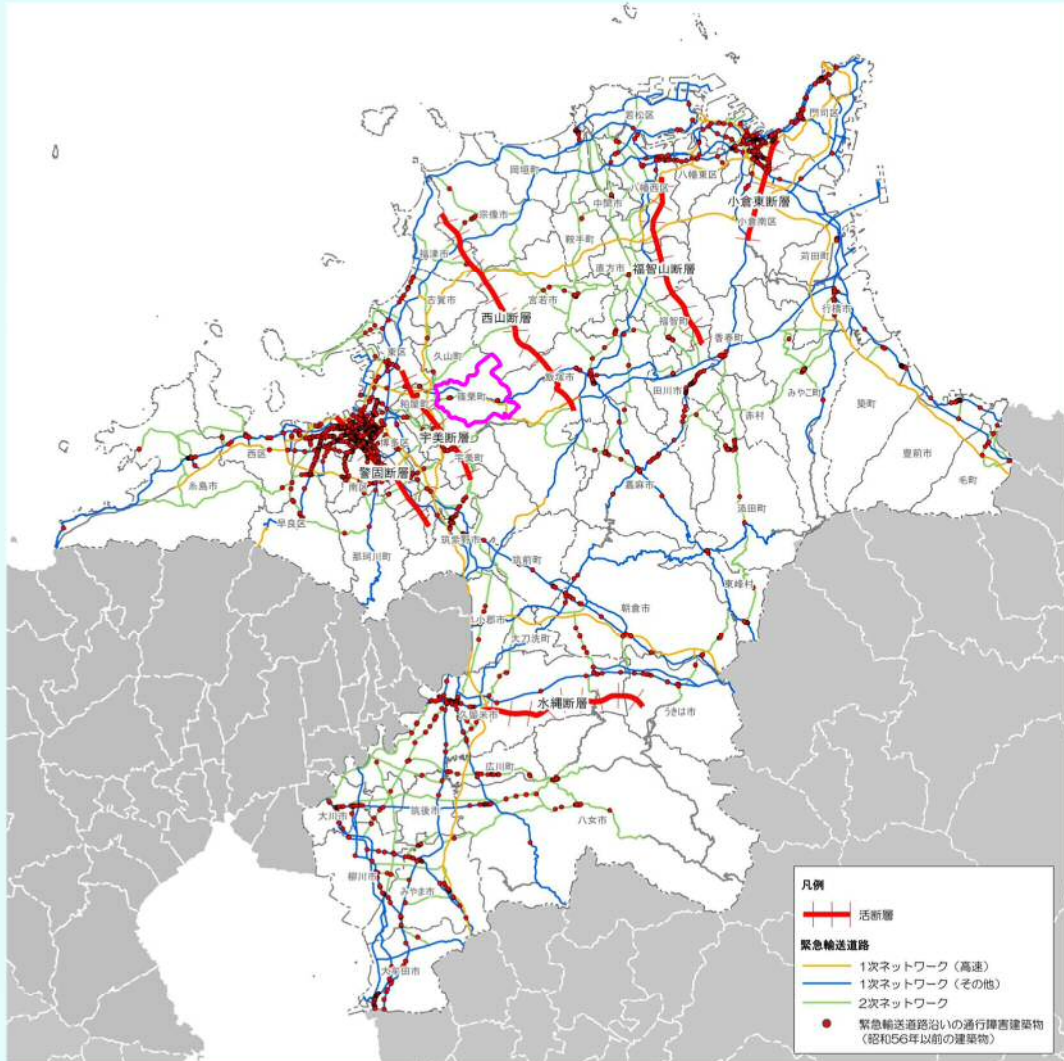 若松区
門司区
岡垣町
八幡西区
八幡東区
小倉東断層
小倉南区
中間市
宗像市
鞍手町
福津市
直方市
福智山断層
苅田町
古賀市
宮若市
行橋市
西山断層
福智町
香春町
東区
久山町
飯塚市
田川市
みやこ町
篠栗町
粕屋町
赤村
築町
宇美断層
博多区
西区
宇美町
豊前市
警固断層
糸島市
南区
嘉麻市
毛町
添田町
早良区
筑紫野市
那珂川町
筑前町
東峰村
朝倉市
小郡市
大刀洗町
水縄断層
久留米市
うきは市
広川町
大川市
筑後市
八女市
柳川市
みやま市
大牟田市
凡例
活断層
緊急輸送道路
1次ネットワーク(高速)
1次ネットワーク(その他)
2次ネットワーク
緊急輸送道路沿いの通行障害建築物
(昭和56年以前の建築物)